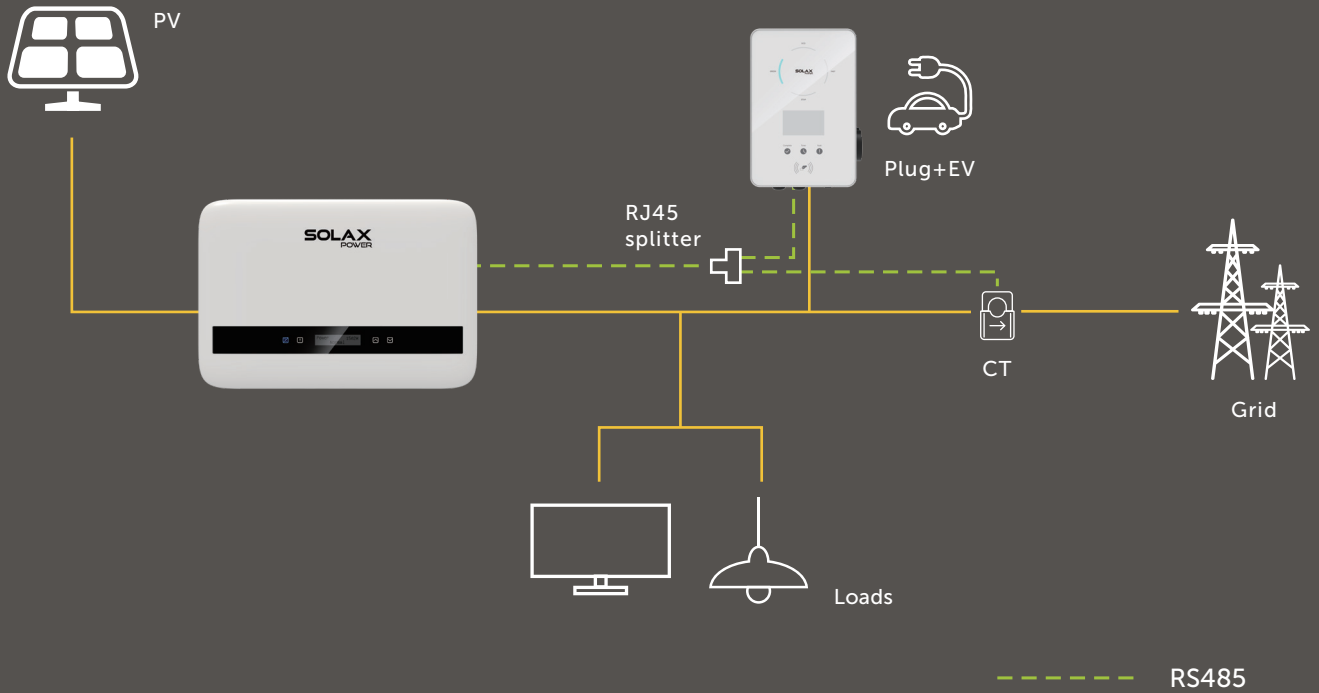 PV
SOLAX
Plug+EV
RJ45
splitter
SOLAX
POWER
CT
Grid
Loads
RS485